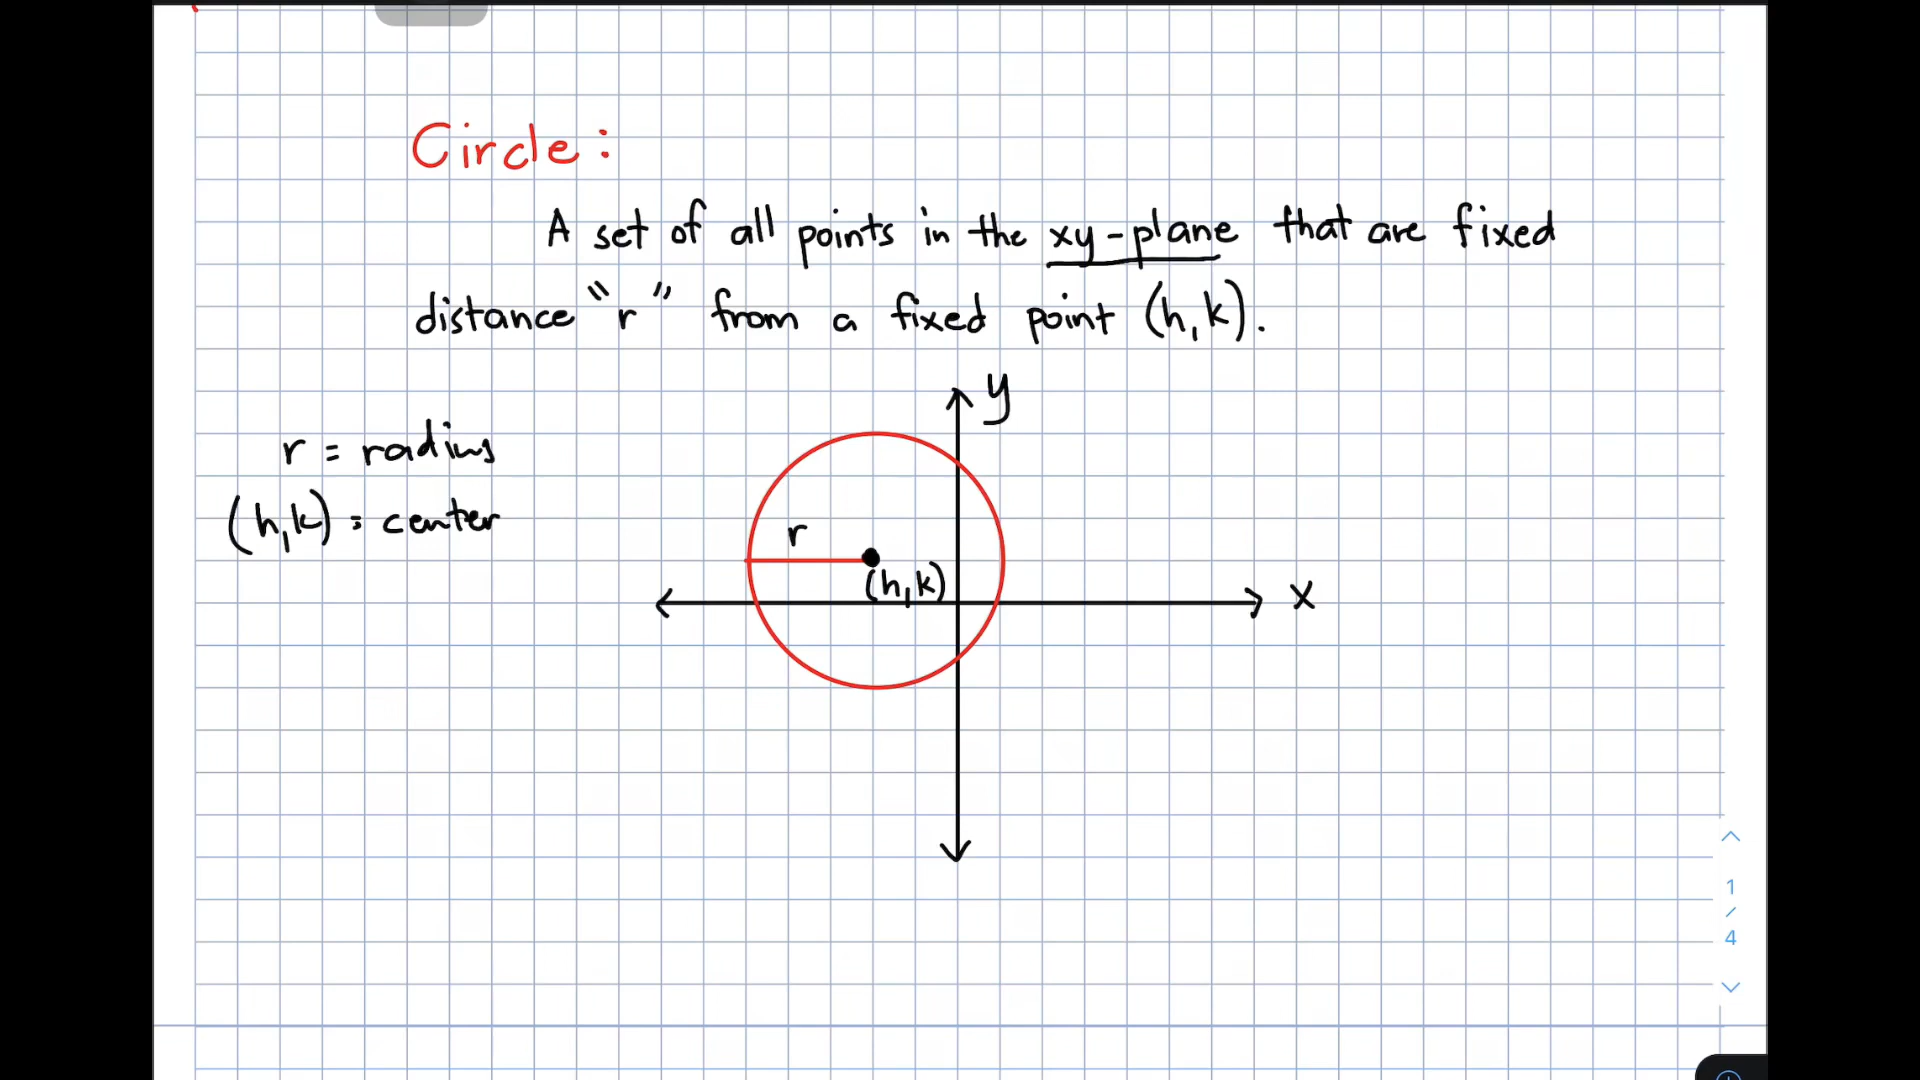 Circle:
A set of all points in the xy-plane that are fixed
distance "r" from a fixed point (h,k).
y
r = radius
(h,k) = center
r
(h,k)
x
1
/
4